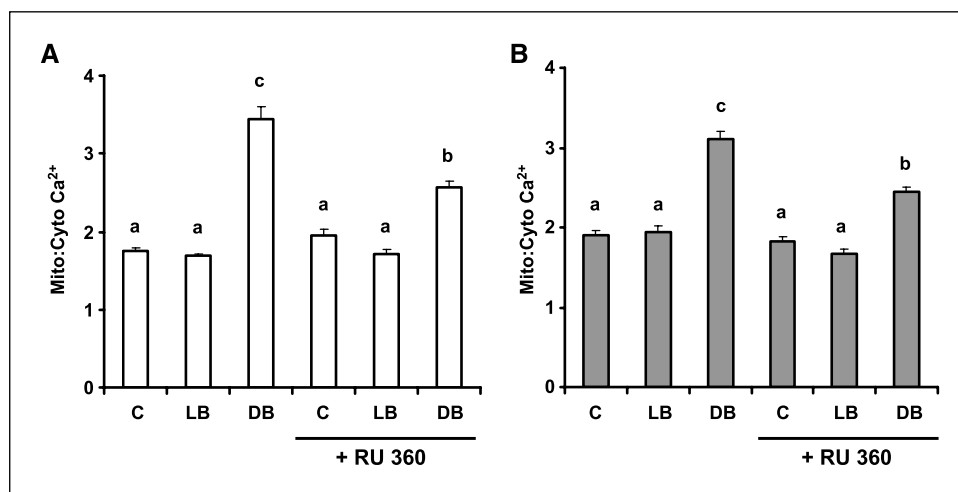 A
Mito:Cyto Ca²⁺
4
3
2
1
0
a
a
c
a
a
b
C LB DB C LB DB
+ RU 360
B
Mito:Cyto Ca²⁺
4
3
2
1
0
a
a
c
a
a
b
C LB DB C LB DB
+ RU 360